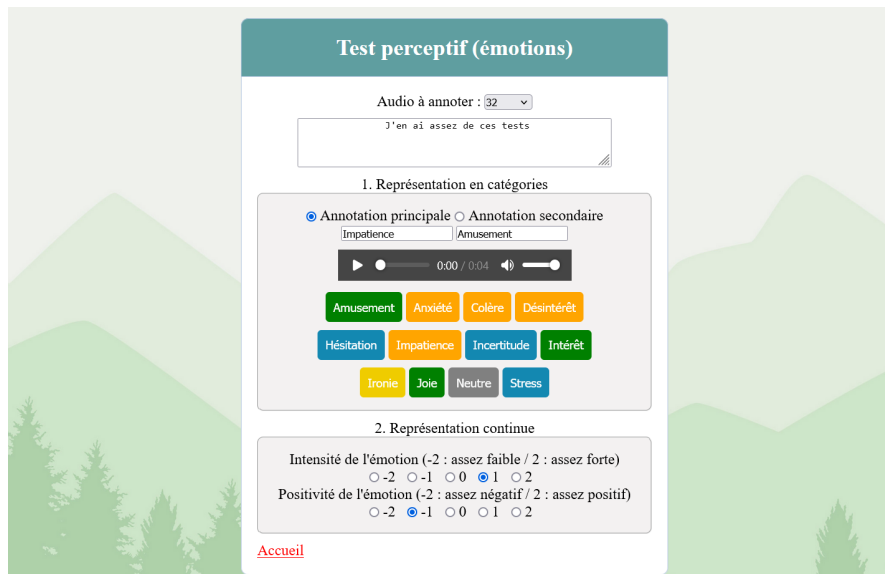 Test perceptif (émotions)
Audio à annoter : 32
J'en ai assez de ces tests
1. Représentation en catégories
Annotation principale Annotation secondaire
Impatience Amusement
0:00 / 0:04
Amusement Anxiété Colère Désintérêt
Hésitation Impatience Incertitude Intérêt
Ironie Joie Neutre Stress
2. Représentation continue
Intensité de l'émotion (-2 : assez faible / 2 : assez forte)
-2 -1 0 1 2
Positivité de l'émotion (-2 : assez négatif / 2 : assez positif)
-2 -1 0 1 2
Accueil